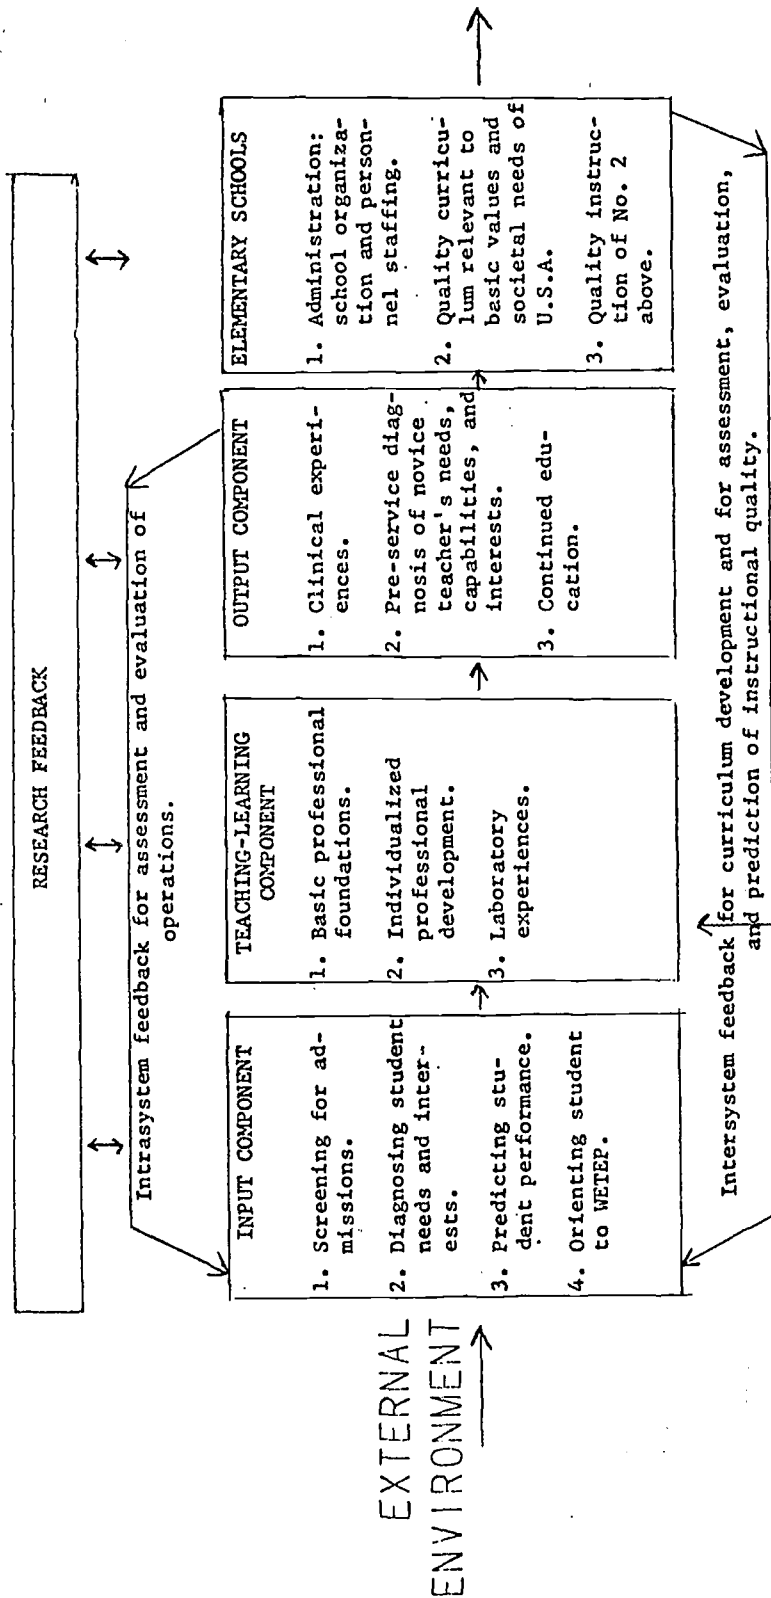 RESEARCH FEEDBACK
Intrasystem feedback for assessment and evaluation of
operations.
EXTERNAL
ENVIRONMENT
INPUT COMPONENT
1. Screening for ad-
missions.
2. Diagnosing student
needs and inter-
ests.
3. Predicting stu-
dent performance.
4. Orienting student
to WETEP.
TEACHING-LEARNING
COMPONENT
1. Basic professional
foundations.
2. Individualized
professional
development.
3. Laboratory
experiences.
OUTPUT COMPONENT
1. Clinical experi-
ences.
2. Pre-service diag-
nosis of novice
teacher's needs,
capabilities, and
interests.
3. Continued edu-
cation.
ELEMENTARY SCHOOLS
1. Administration:
school organiza-
tion and person-
nel staffing.
2. Quality curricu-
lum relevant to
basic values and
societal needs of
U.S.A.
3. Quality instruc-
tion of No. 2
above.
Intersystem feedback for curriculum development and for assessment, evaluation,
and prediction of instructional quality.